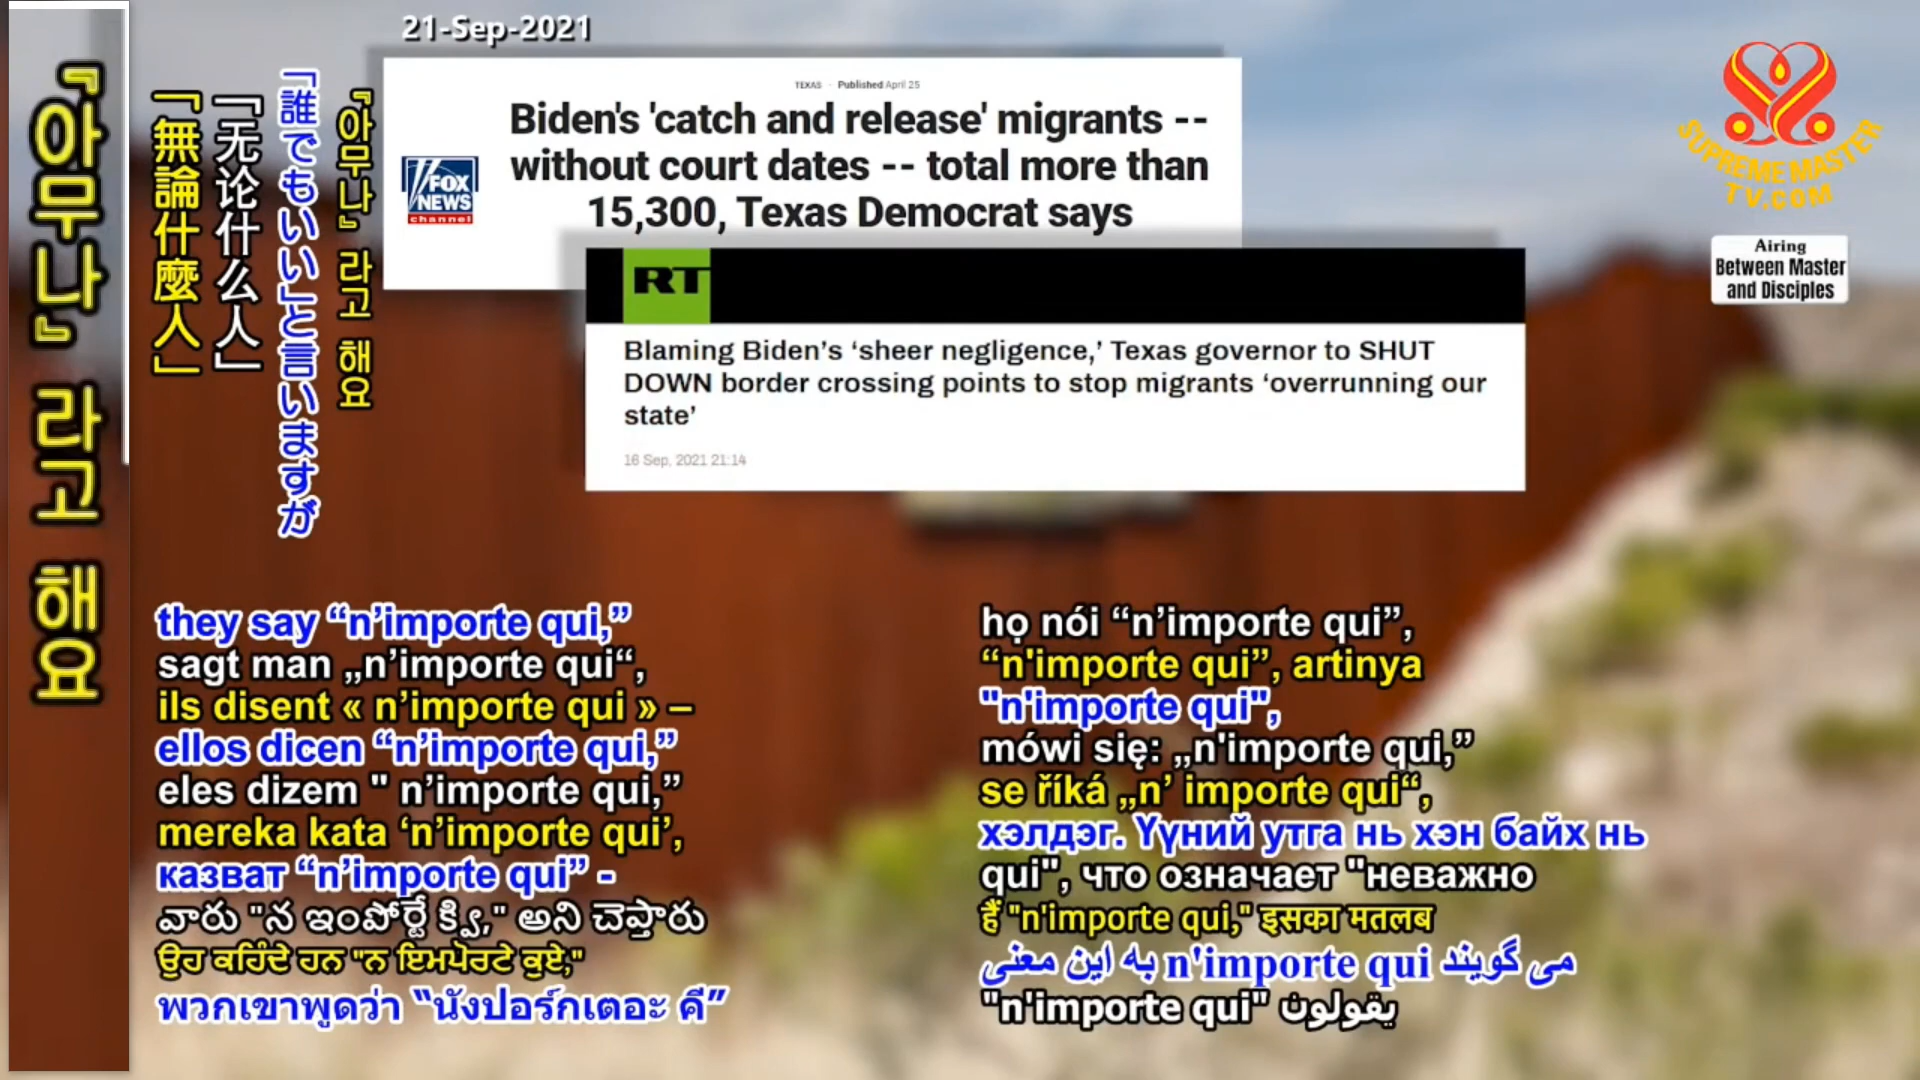 21-Sep-2021
TEXAS · Published April 25
Biden's 'catch and release' migrants --
without court dates -- total more than
15,300, Texas Democrat says
FOX
NEWS
channel
RT
Blaming Biden's ‘sheer negligence,’ Texas governor to SHUT
DOWN border crossing points to stop migrants ‘overrunning our
state’
16 Sep, 2021 21:14
SUPREME MASTER
TV.COM
Airing
Between Master
and Disciples
『아무나』 라고 해요
「無論什麼人」
「无论什么人」
「誰でもいい」と言いますが
『아무나』 라고 해요
they say “n’importe qui,”
sagt man „n’importe qui“,
ils disent « n’importe qui » –
ellos dicen “n’importe qui,”
eles dizem " n’importe qui,”
mereka kata ‘n’importe qui’,
казват “n’importe qui” -
వారు "న ఇంపోర్టే క్వి," అని చెప్తారు
ਉਹ ਕਹਿੰਦੇ ਹਨ "ਨ ਇਮਪੋਰਟੇ ਕੁਏ,"
พวกเขาพูดว่า “นังปอร์กเตอะ คี”
họ nói “n’importe qui”,
“n'importe qui”, artinya
"n'importe qui",
mówi się: „n'importe qui,”
se říká „n’ importe qui“,
хэлдэг. Үүний утга нь хэн байх нь
qui", что означает "неважно
हैं "n'importe qui," इसका मतलब
می گویند n'importe qui به این معنی
يقولون "n'importe qui"